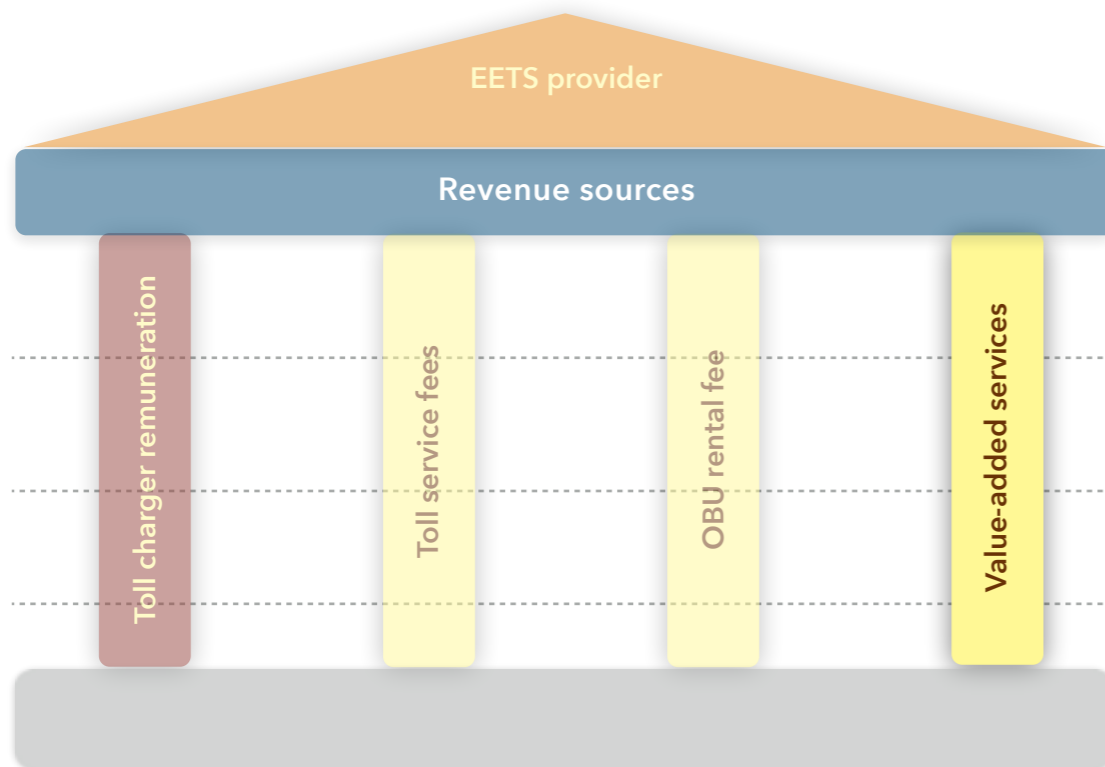 EETS provider
Revenue sources
Toll charger remuneration
Toll service fees
OBU rental fee
Value-added services